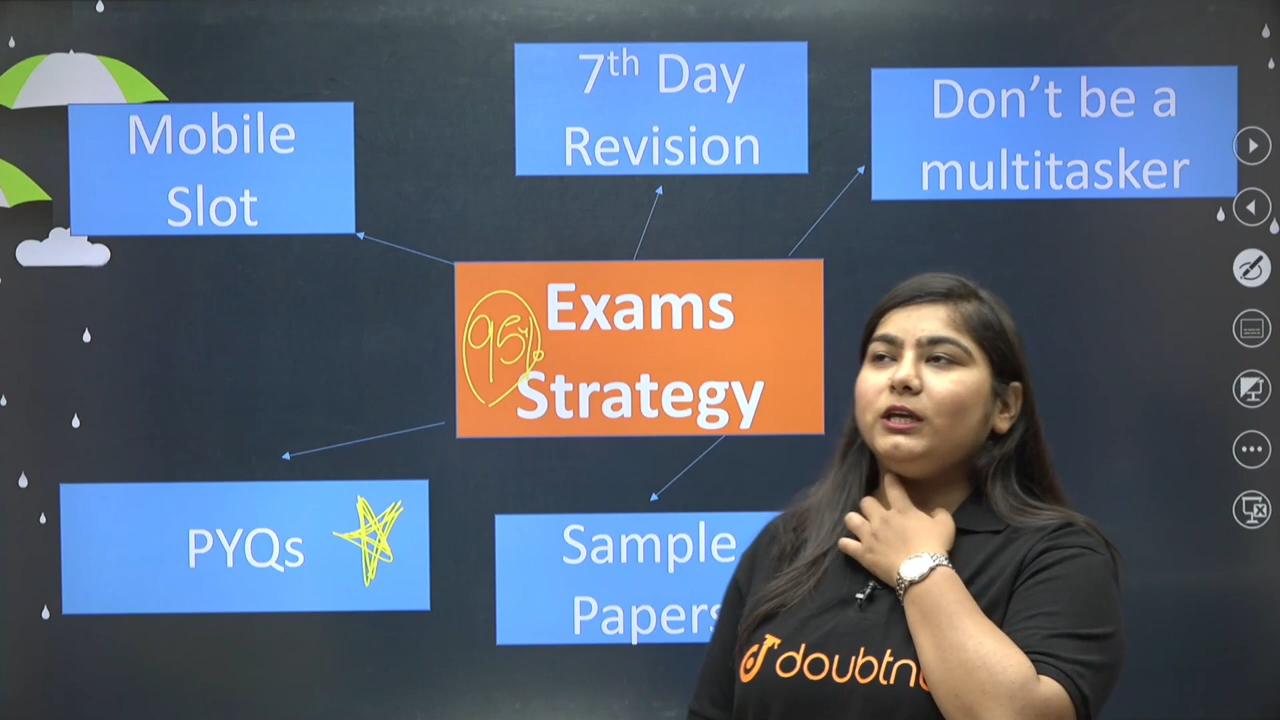 Mobile
Slot
7th Day
Revision
Don't be a
multitasker
95%
Exams
Strategy
PYQs
Sample
Papers
doubtn